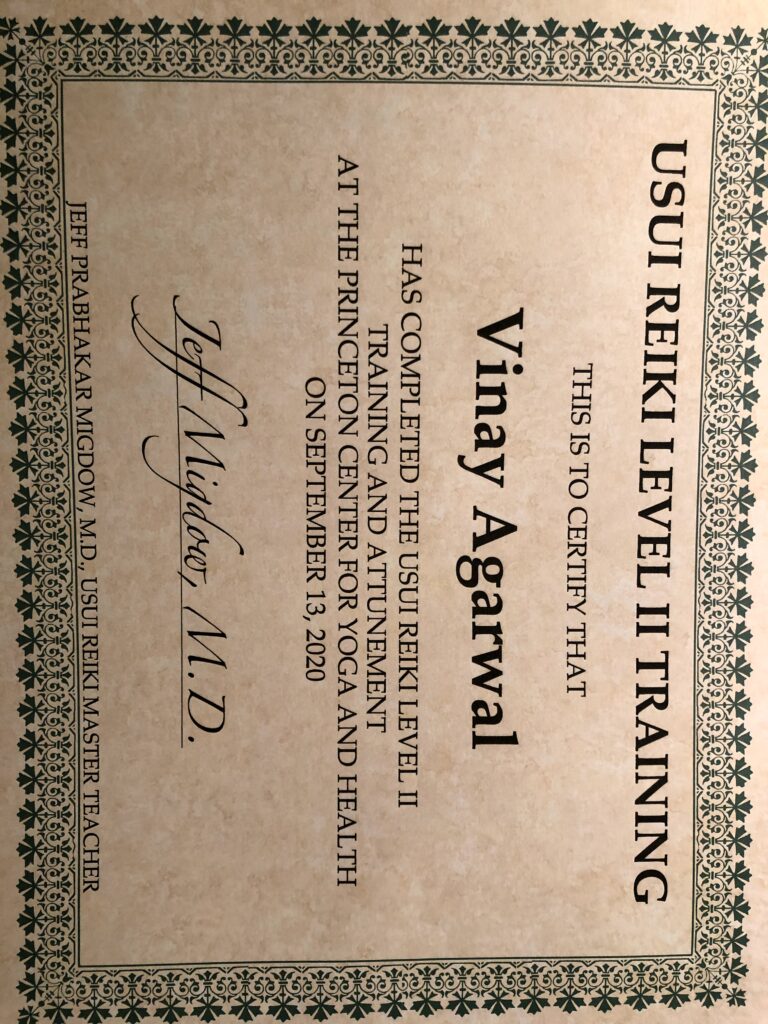 USUI REIKI LEVEL II TRAINING
THIS IS TO CERTIFY THAT
Vinay Agarwal
HAS COMPLETED THE USUI REIKI LEVEL II
TRAINING AND ATTUNEMENT
AT THE PRINCETON CENTER FOR YOGA AND HEALTH
ON SEPTEMBER 13, 2020
Jeff Migdow, M.D.
JEFF PRABHAKAR MIGDOW, M.D., USUI REIKI MASTER TEACHER